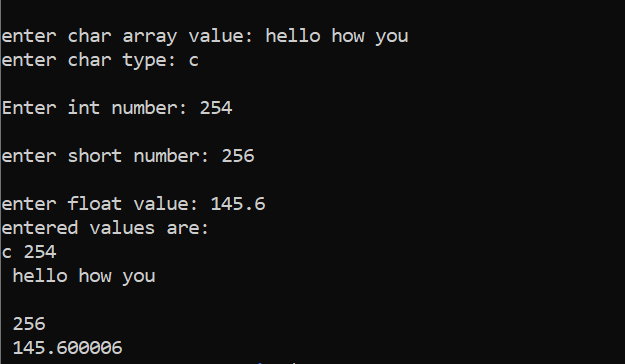 enter char array value: hello how you
enter char type: c
Enter int number: 254
enter short number: 256
enter float value: 145.6
entered values are:
c 254
hello how you
256
145.600006